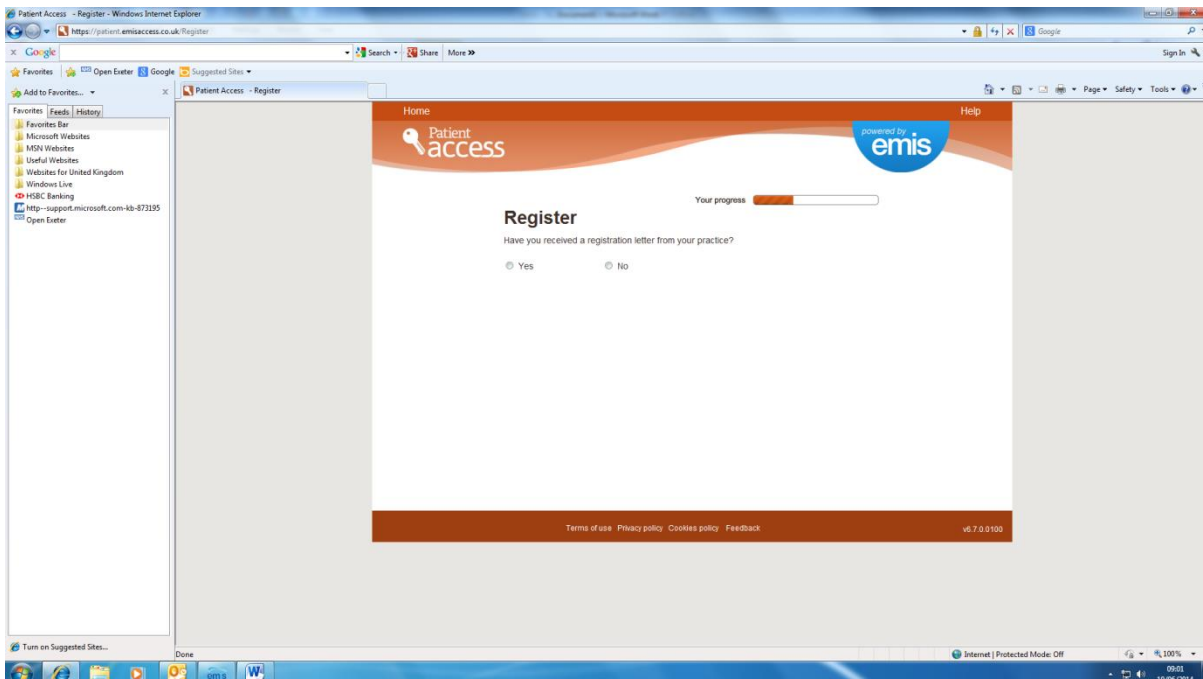 Patient Access - Register - Windows Internet Explorer
https://patient.emisaccess.co.uk/Register
Google
x Google
Search
Share
More »
Sign In
Favorites
Open Exeter
Google
Suggested Sites
Add to Favorites...
x
Patient Access - Register
Page
Safety
Tools
Favorites
Feeds
History
Favorites Bar
Microsoft Websites
MSN Websites
Useful Websites
Websites for United Kingdom
Windows Live
HSBC Banking
http--support.microsoft.com-kb-873195
Open Exeter
Home
Help
Patient
access
powered by
emis
Your progress
Register
Have you received a registration letter from your practice?
Yes
No
Terms of use Privacy policy Cookies policy Feedback
v6.7.0.0100
Turn on Suggested Sites...
Done
Internet | Protected Mode: Off
100%
09:01